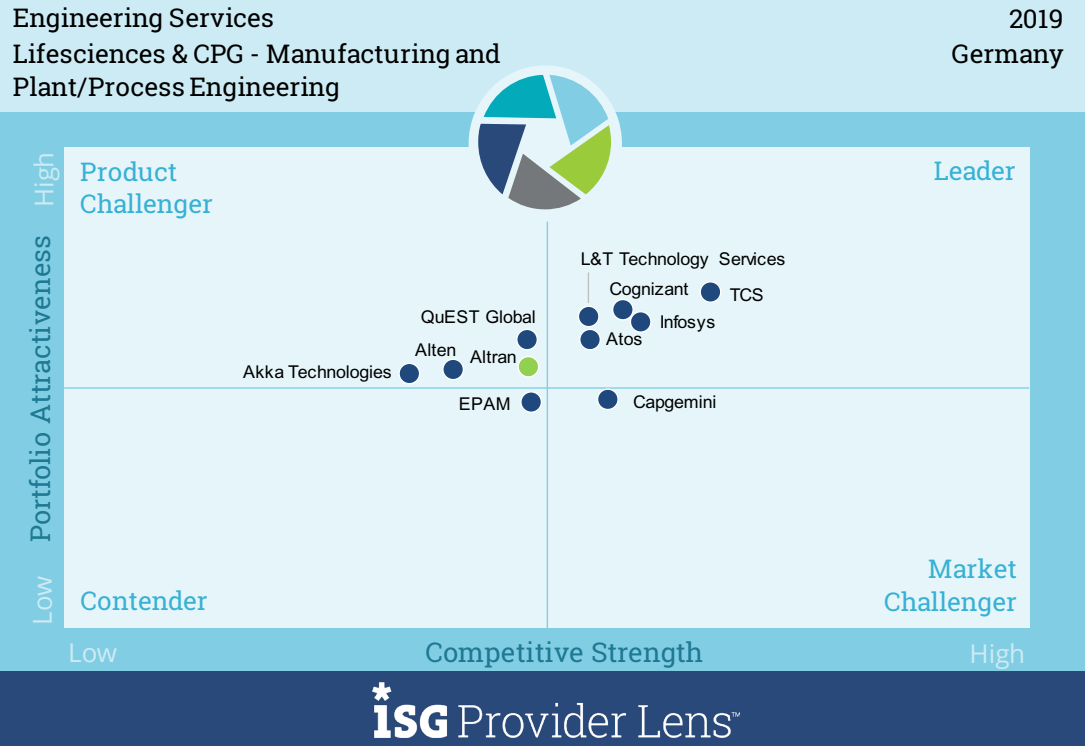 Engineering Services
2019
Lifesciences & CPG - Manufacturing and
Germany
Plant/Process Engineering
High
Portfolio Attractiveness
Low
Product
Challenger
Leader
L&T Technology Services
Cognizant
TCS
QuEST Global
Infosys
Atos
Alten
Altran
Akka Technologies
EPAM
Capgemini
Contender
Market
Challenger
Low
Competitive Strength
High
ISG Provider Lens™